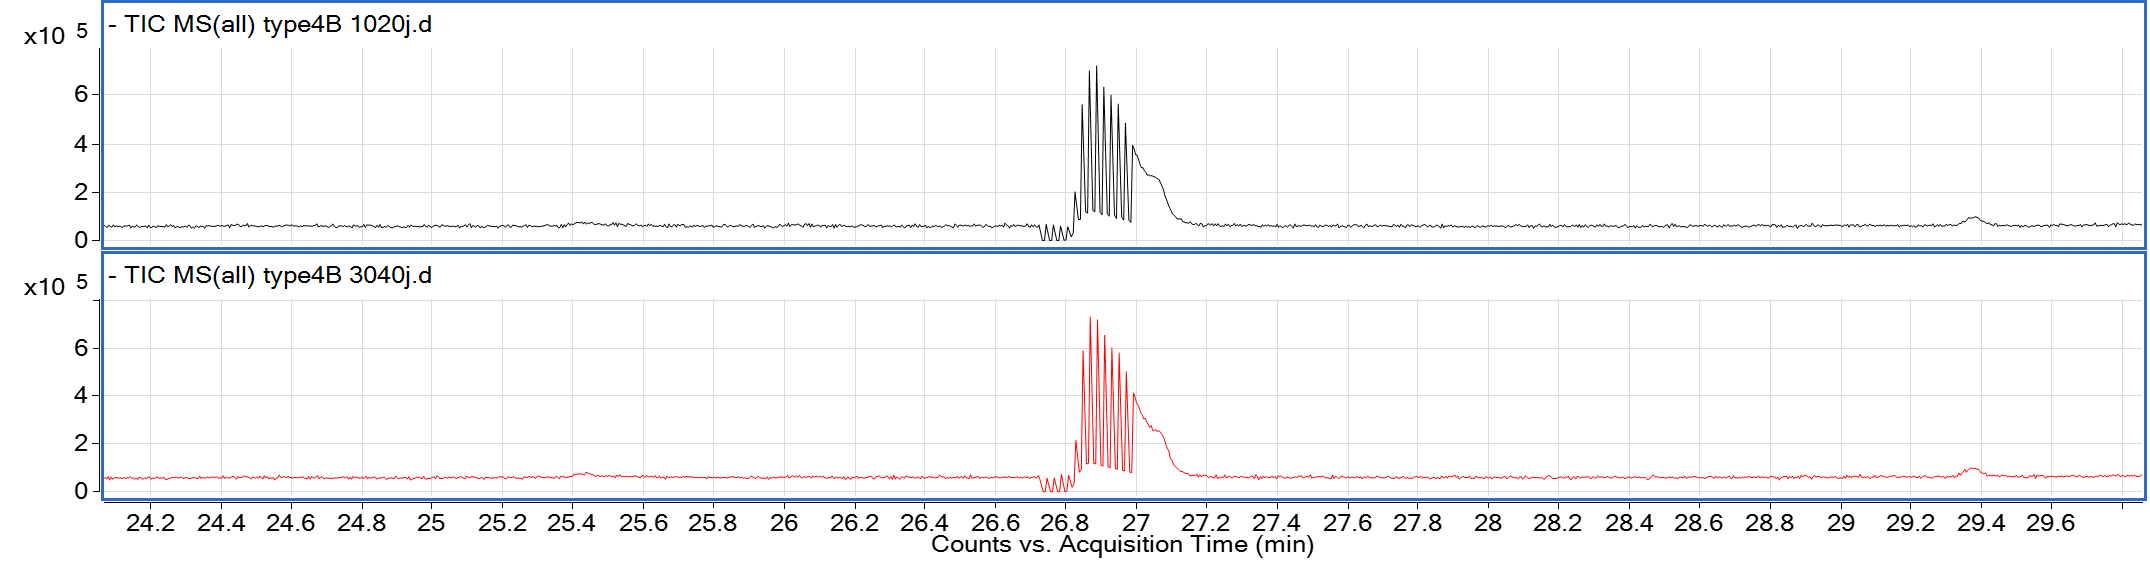 - TIC MS(all) type4B 1020j.d
x10 5
6
4
2
0
- TIC MS(all) type4B 3040j.d
x10 5
6
4
2
0
24.2 24.4 24.6 24.8 25 25.2 25.4 25.6 25.8 26 26.2 26.4 26.6 26.8 27 27.2 27.4 27.6 27.8 28 28.2 28.4 28.6 28.8 29 29.2 29.4 29.6
Counts vs. Acquisition Time (min)